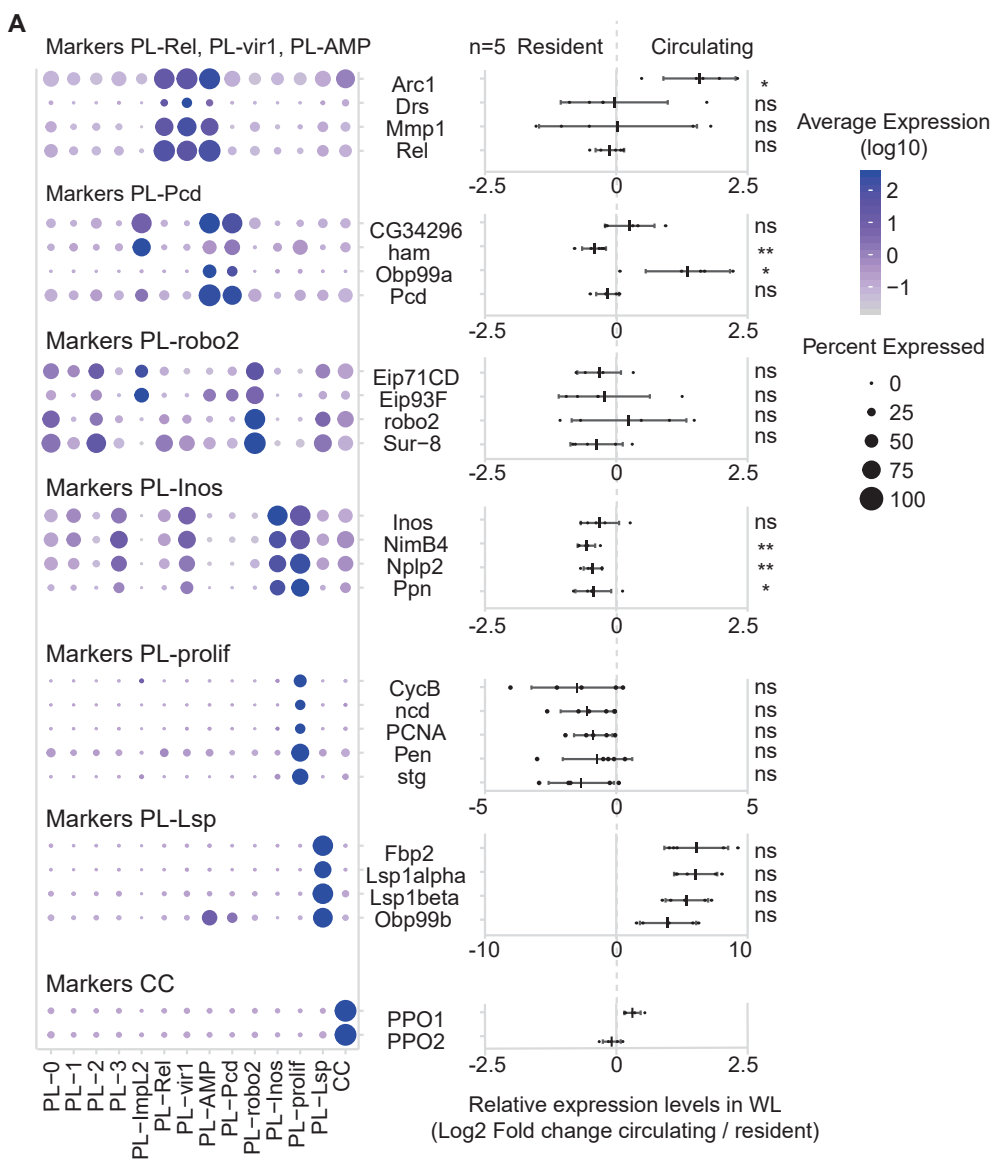 A
Markers PL-Rel, PL-vir1, PL-AMP
n=5 Resident Circulating
Arc1 *
Drs ns
Mmp1 ns
Rel ns
-2.5 0 2.5
Markers PL-Pcd
CG34296 ns
ham **
Obp99a *
Pcd ns
-2.5 0 2.5
Markers PL-robo2
Eip71CD ns
Eip93F ns
robo2 ns
Sur−8 ns
-2.5 0 2.5
Markers PL-Inos
Inos ns
NimB4 **
Nplp2 **
Ppn *
-2.5 0 2.5
Markers PL-prolif
CycB ns
ncd ns
PCNA ns
Pen ns
stg ns
-5 0 5
Markers PL-Lsp
Fbp2 ns
Lsp1alpha ns
Lsp1beta ns
Obp99b ns
-10 0 10
Markers CC
PPO1
PPO2
-2.5 0 2.5
PL−0
PL−1
PL−2
PL−3
PL−ImpL2
PL−Rel
PL−vir1
PL−AMP
PL−Pcd
PL−robo2
PL−Inos
PL−prolif
PL−Lsp
CC
Relative expression levels in WL
(Log2 Fold change circulating / resident)
Average Expression
(log10)
2
1
0
−1
Percent Expressed
0
25
50
75
100